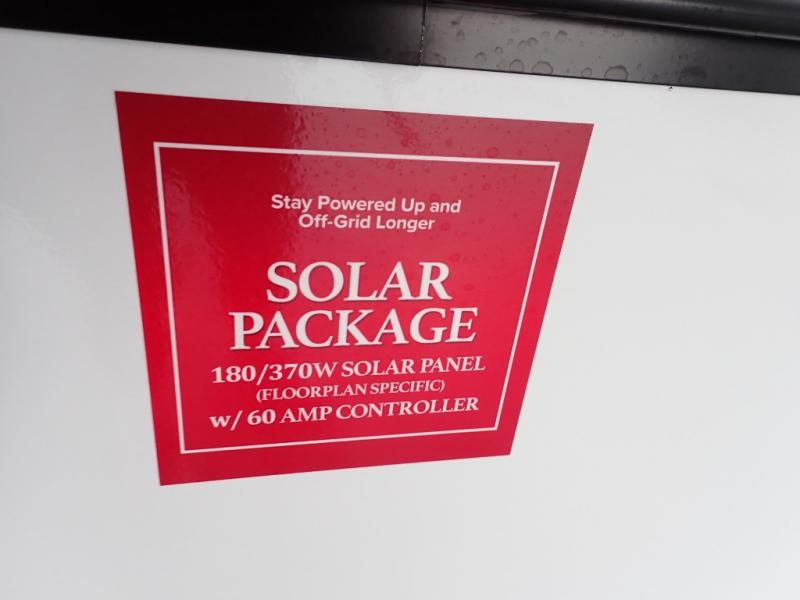 Stay Powered Up and
Off-Grid Longer
SOLAR
PACKAGE
180/370W SOLAR PANEL
(FLOORPLAN SPECIFIC)
w/ 60 AMP CONTROLLER